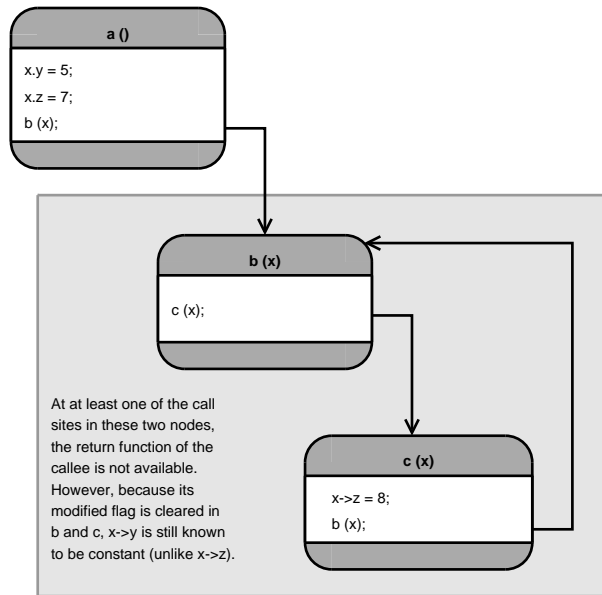 a ()
x.y = 5;
x.z = 7;
b (x);
b (x)
c (x);
At at least one of the call
sites in these two nodes,
the return function of the
callee is not available.
However, because its
modified flag is cleared in
b and c, x->y is still known
to be constant (unlike x->z).
c (x)
x->z = 8;
b (x);